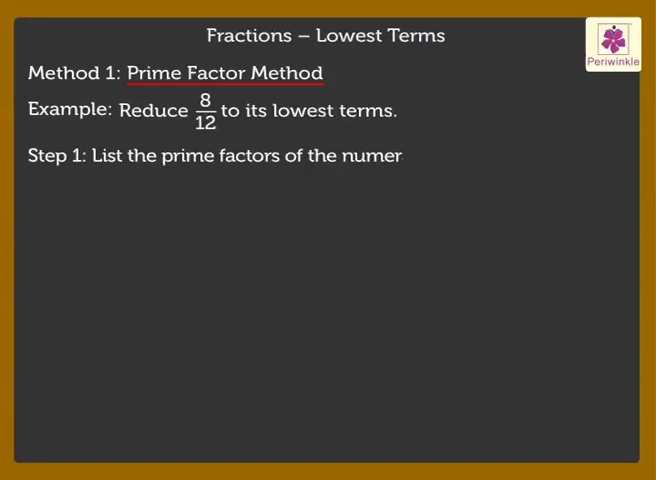 Fractions – Lowest Terms
Periwinkle
Method 1: Prime Factor Method
Example: Reduce 8/12 to its lowest terms.
Step 1: List the prime factors of the numer